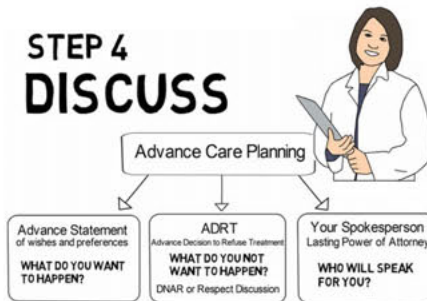 STEP 4
DISCUSS
Advance Care Planning
Advance Statement
of wishes and preferences
WHAT DO YOU WANT
TO HAPPEN?
ADRT
Advance Decision to Refuse Treatment
WHAT DO YOU NOT
WANT TO HAPPEN?
DNAR or Respect Discussion
Your Spokesperson
Lasting Power of Attorney
WHO WILL SPEAK
FOR YOU?